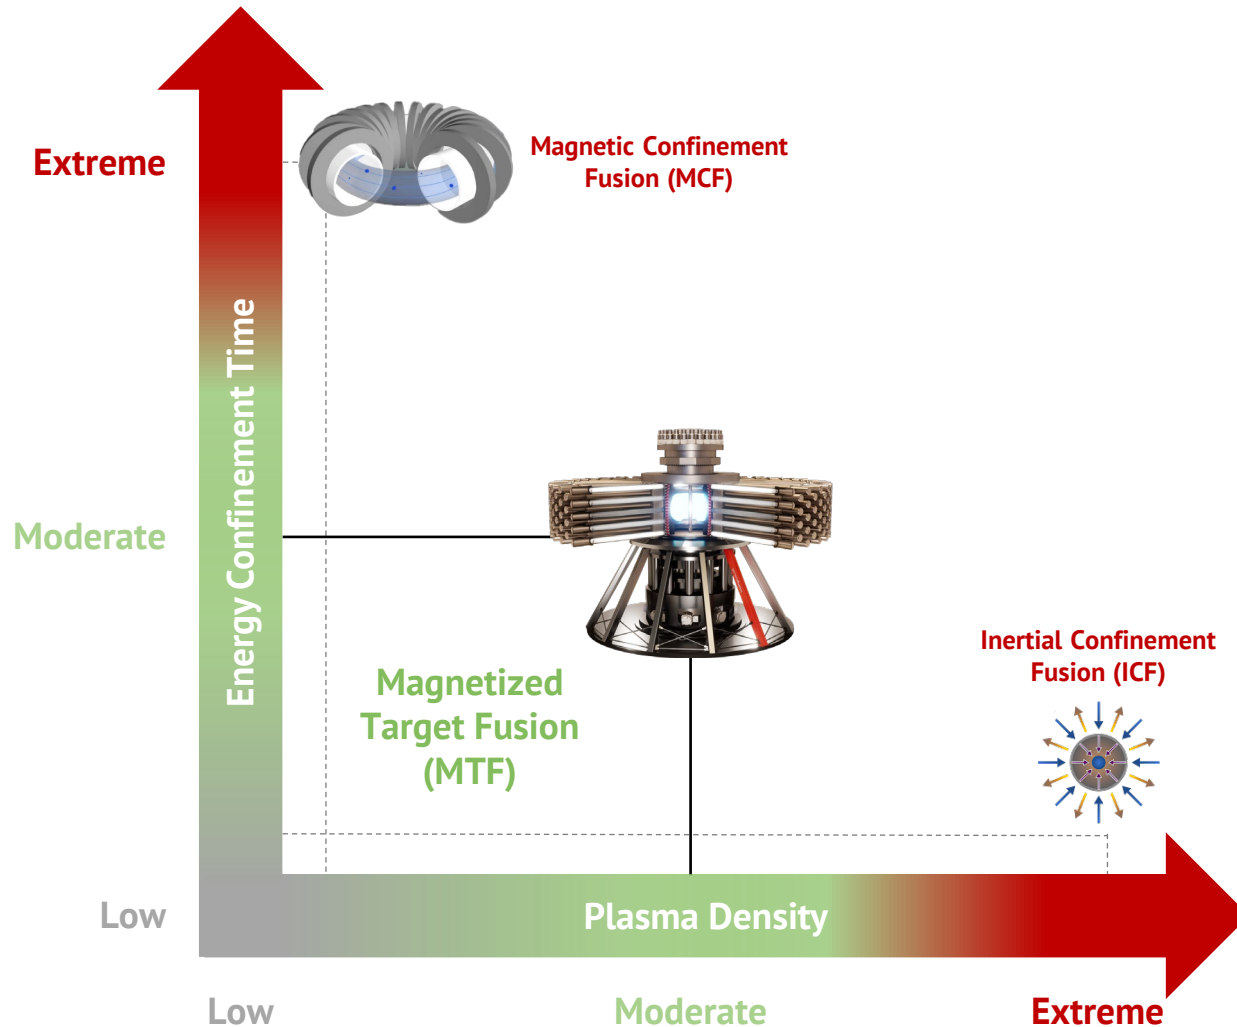 Magnetic Confinement
Fusion (MCF)
Extreme
Energy Confinement Time
Moderate
Inertial Confinement
Fusion (ICF)
Magnetized
Target Fusion
(MTF)
Low
Plasma Density
Low
Moderate
Extreme